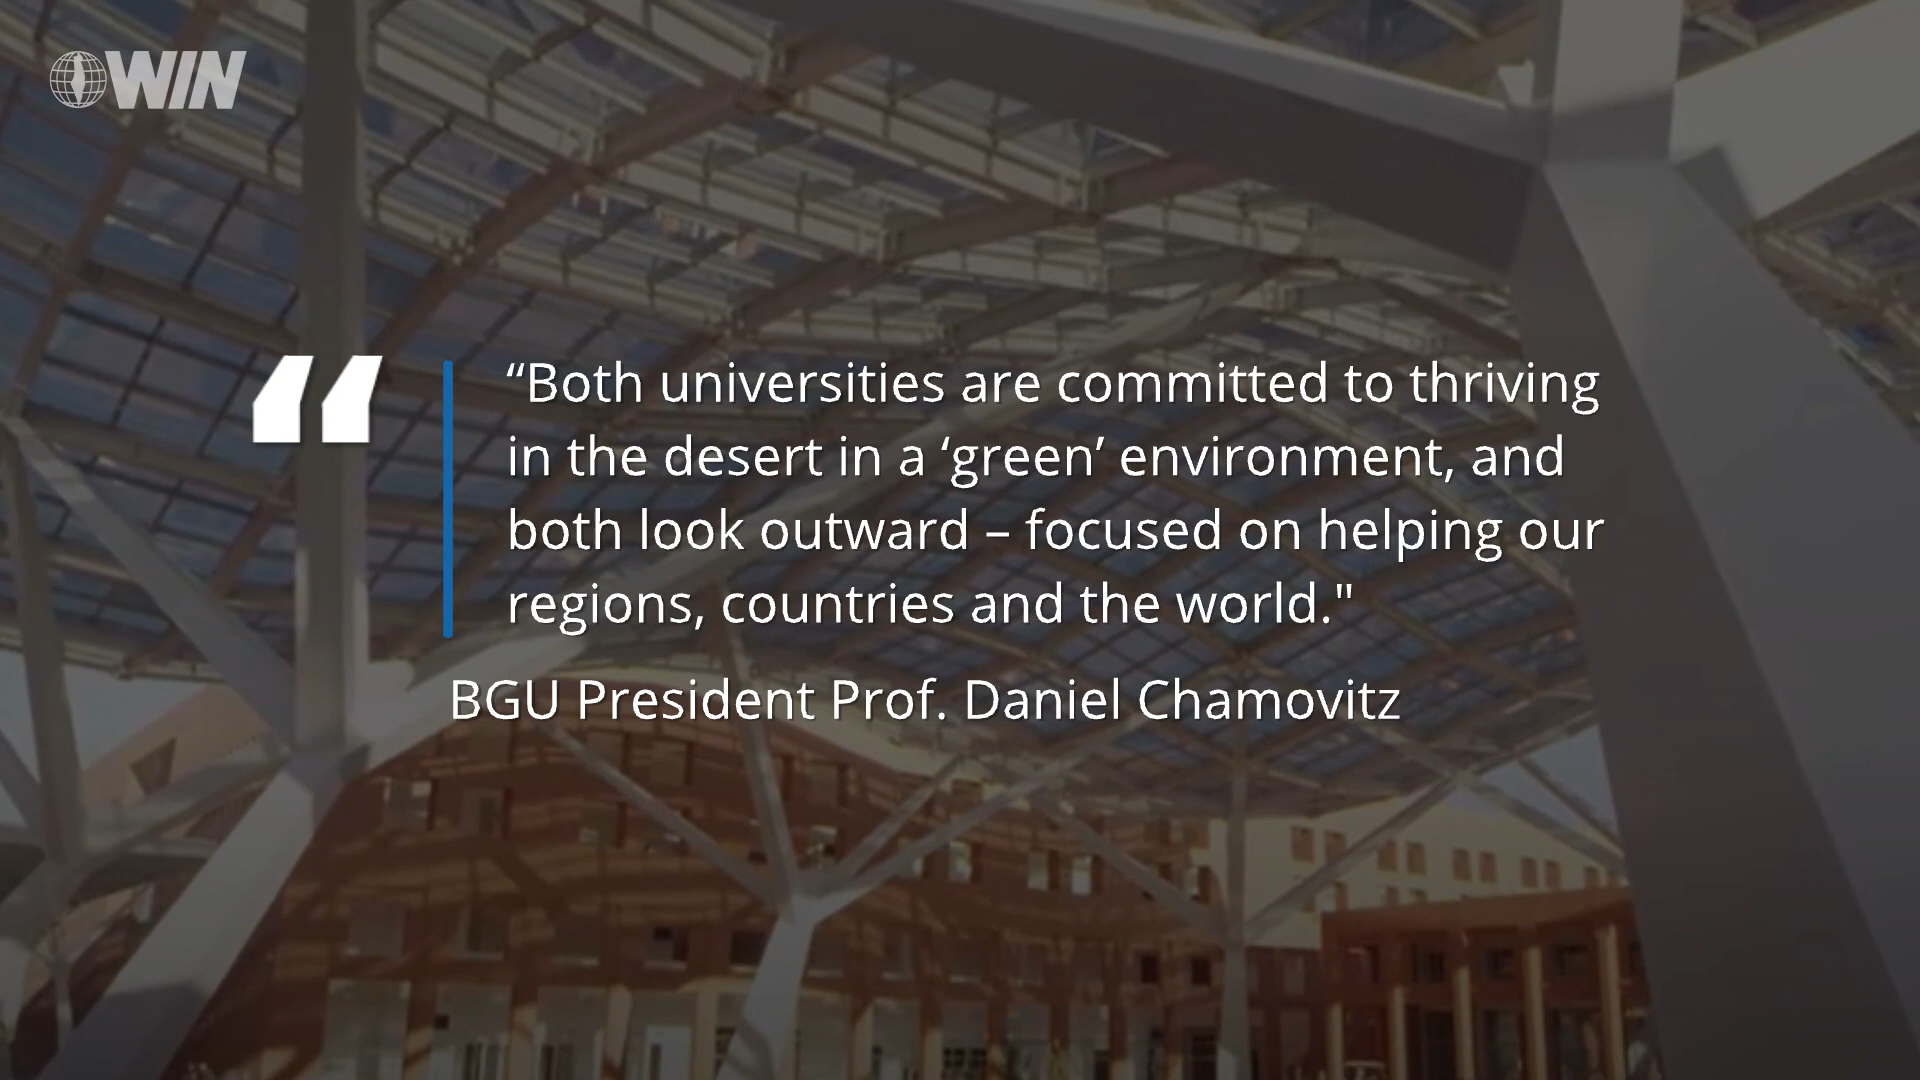 WIN
“Both universities are committed to thriving
in the desert in a ‘green’ environment, and
both look outward – focused on helping our
regions, countries and the world."
BGU President Prof. Daniel Chamovitz